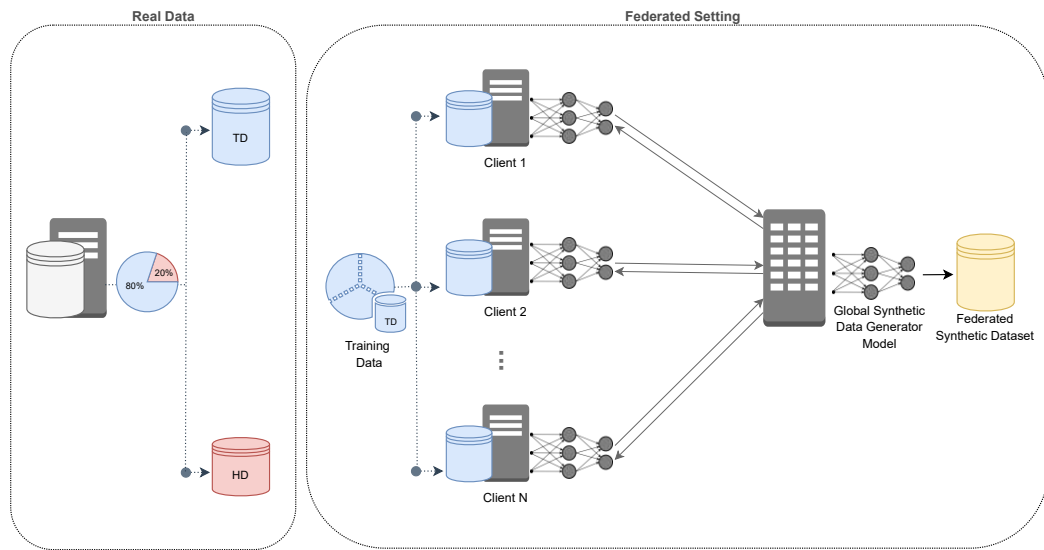 Real Data
Federated Setting
TD
80%
20%
HD
TD
Training
Data
Client 1
Client 2
Client N
Global Synthetic
Data Generator
Model
Federated
Synthetic Dataset